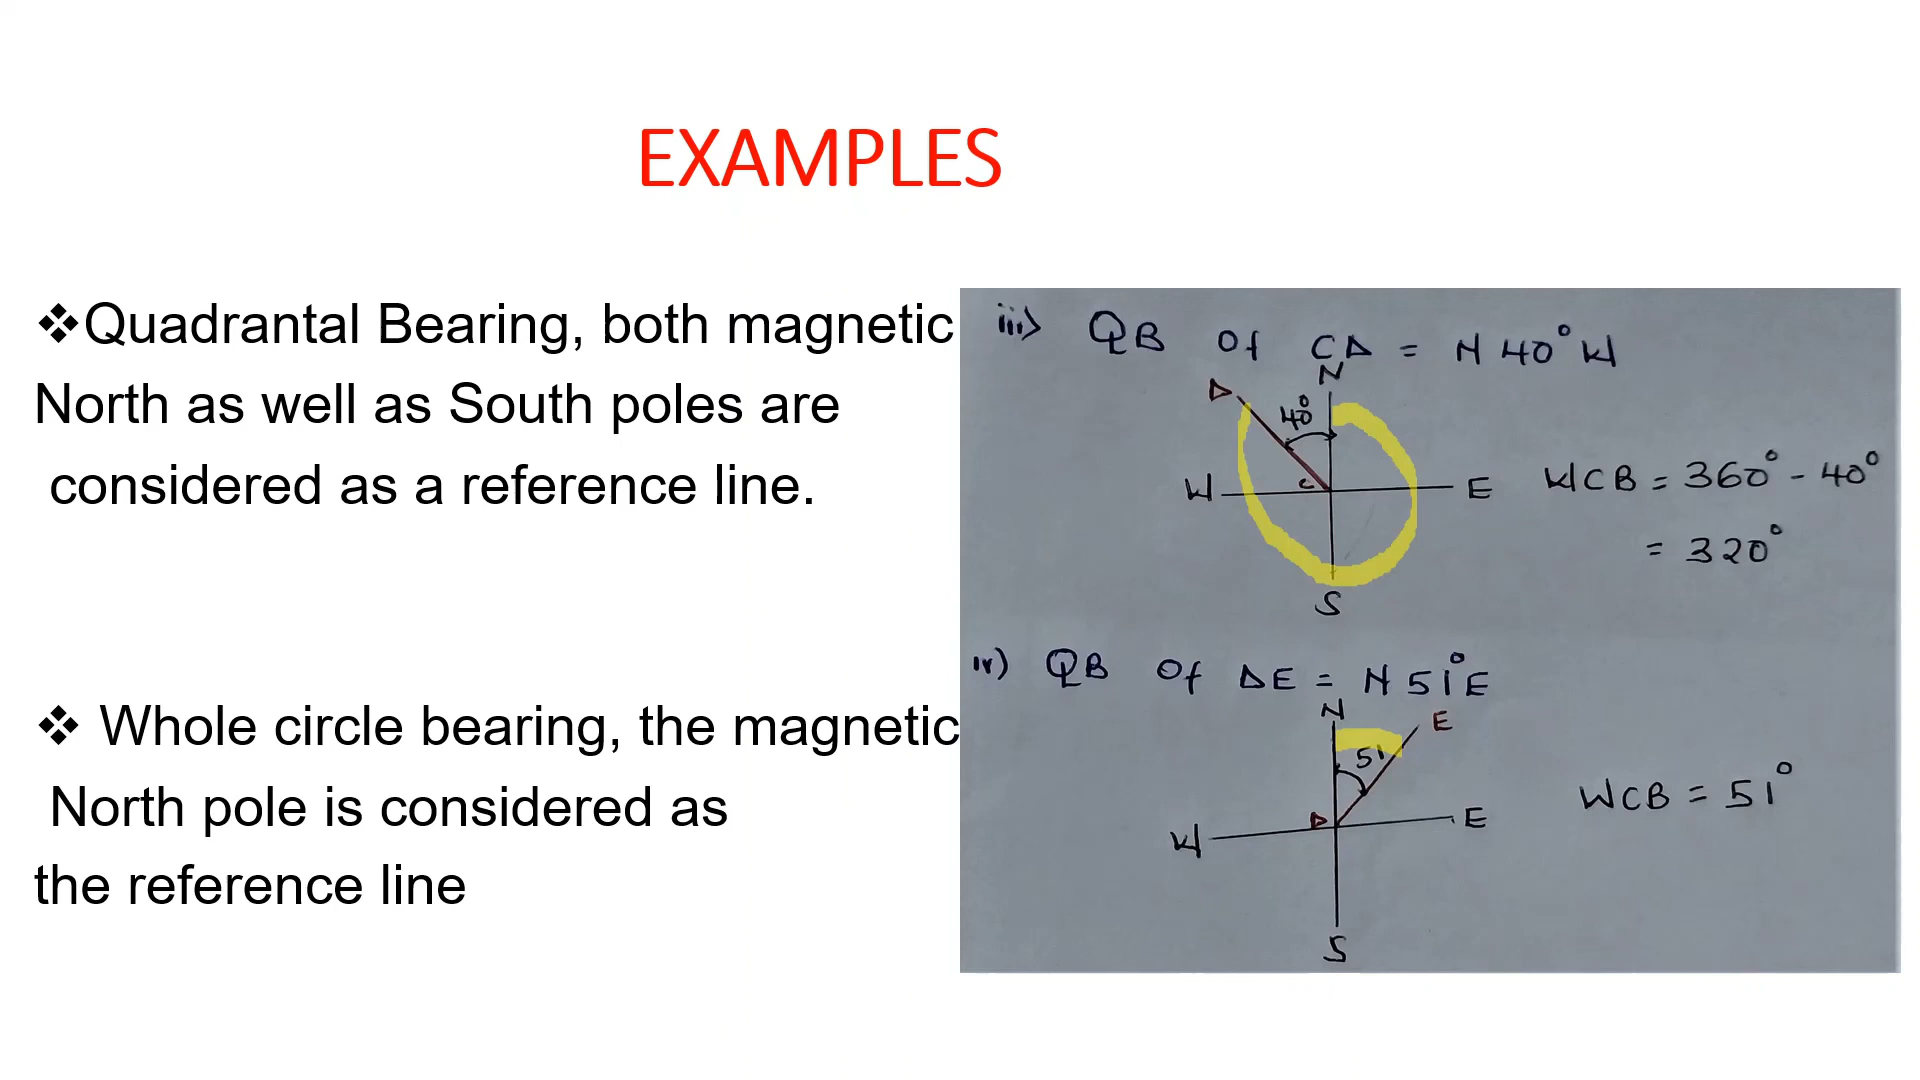 EXAMPLES
❖Quadrantal Bearing, both magnetic
North as well as South poles are
considered as a reference line.
❖ Whole circle bearing, the magnetic
North pole is considered as
the reference line
iii) QB Of CD = N 40° W
N
D
40°
W
C
E
WCB = 360° - 40°
= 320°
S
iv) QB Of DE = N 51° E
N
E
51
D
W
E
WCB = 51°
S